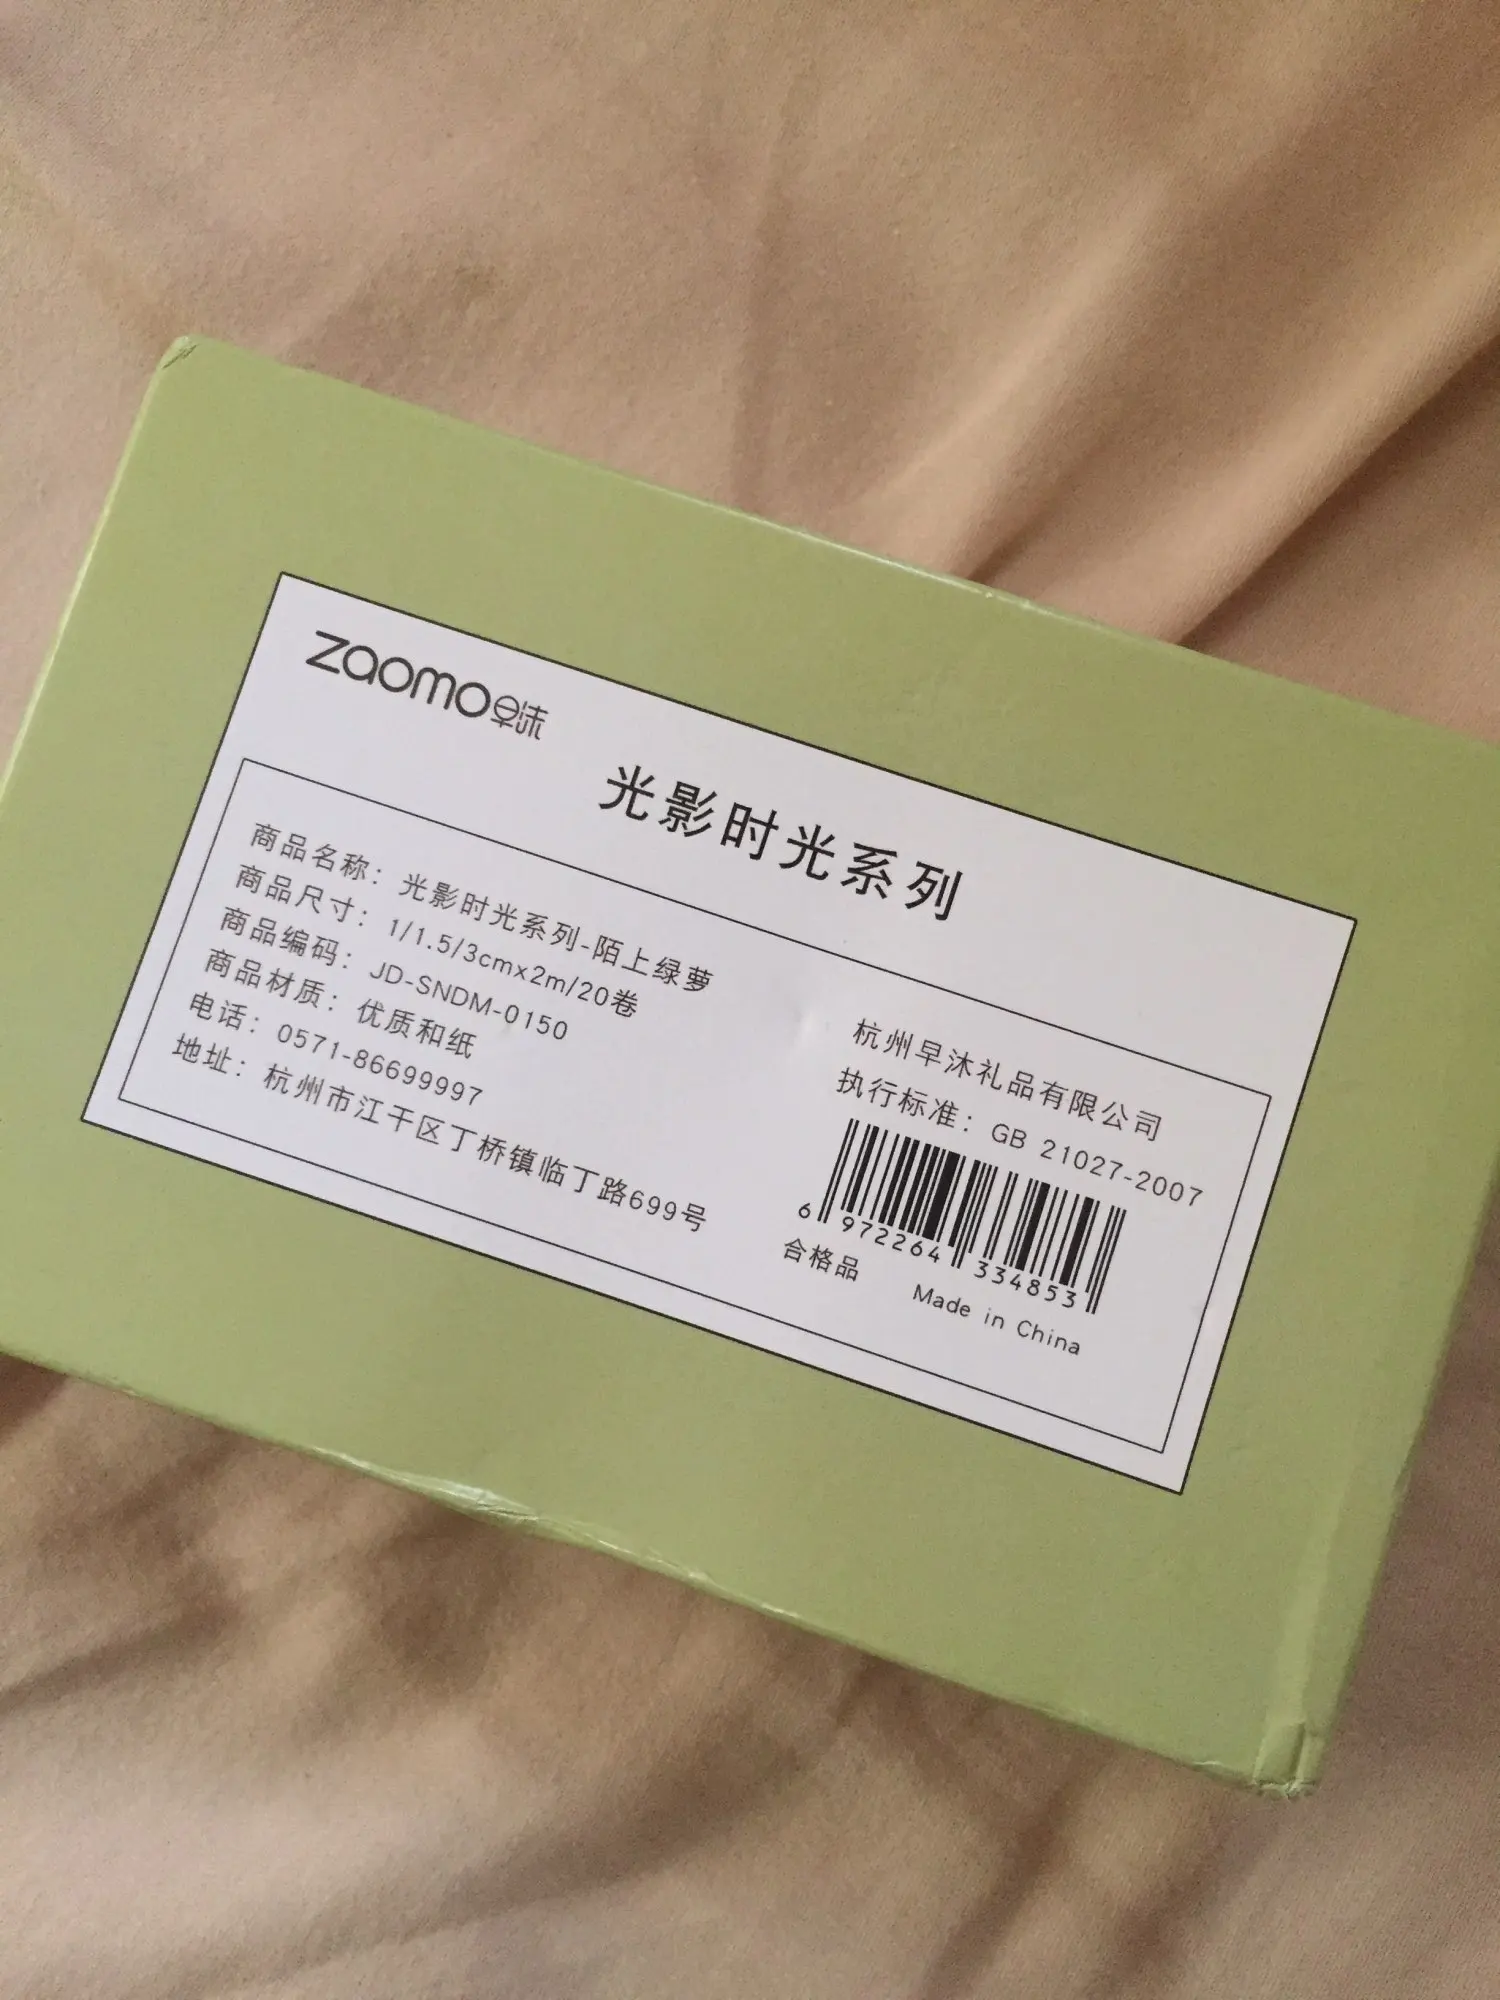 zaomo早沐
光影时光系列
商品名称：光影时光系列-陌上绿萝
商品尺寸：1/1.5/3cmx2m/20卷
商品编码：JD-SNDM-0150
商品材质：优质和纸
电话：0571-86699997
地址：杭州市江干区丁桥镇临丁路699号
杭州早沐礼品有限公司
执行标准：GB 21027-2007
6 972264 334853
合格品 Made in China